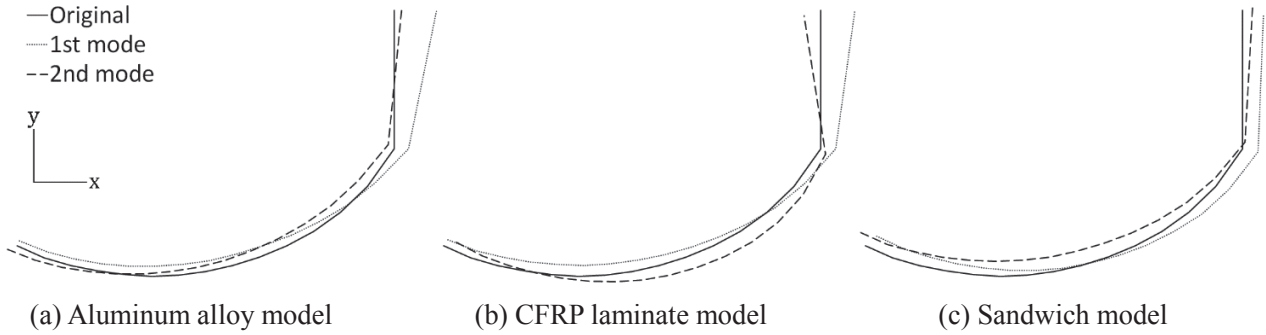 Original
1st mode
2nd mode
y
x
(a) Aluminum alloy model
(b) CFRP laminate model
(c) Sandwich model